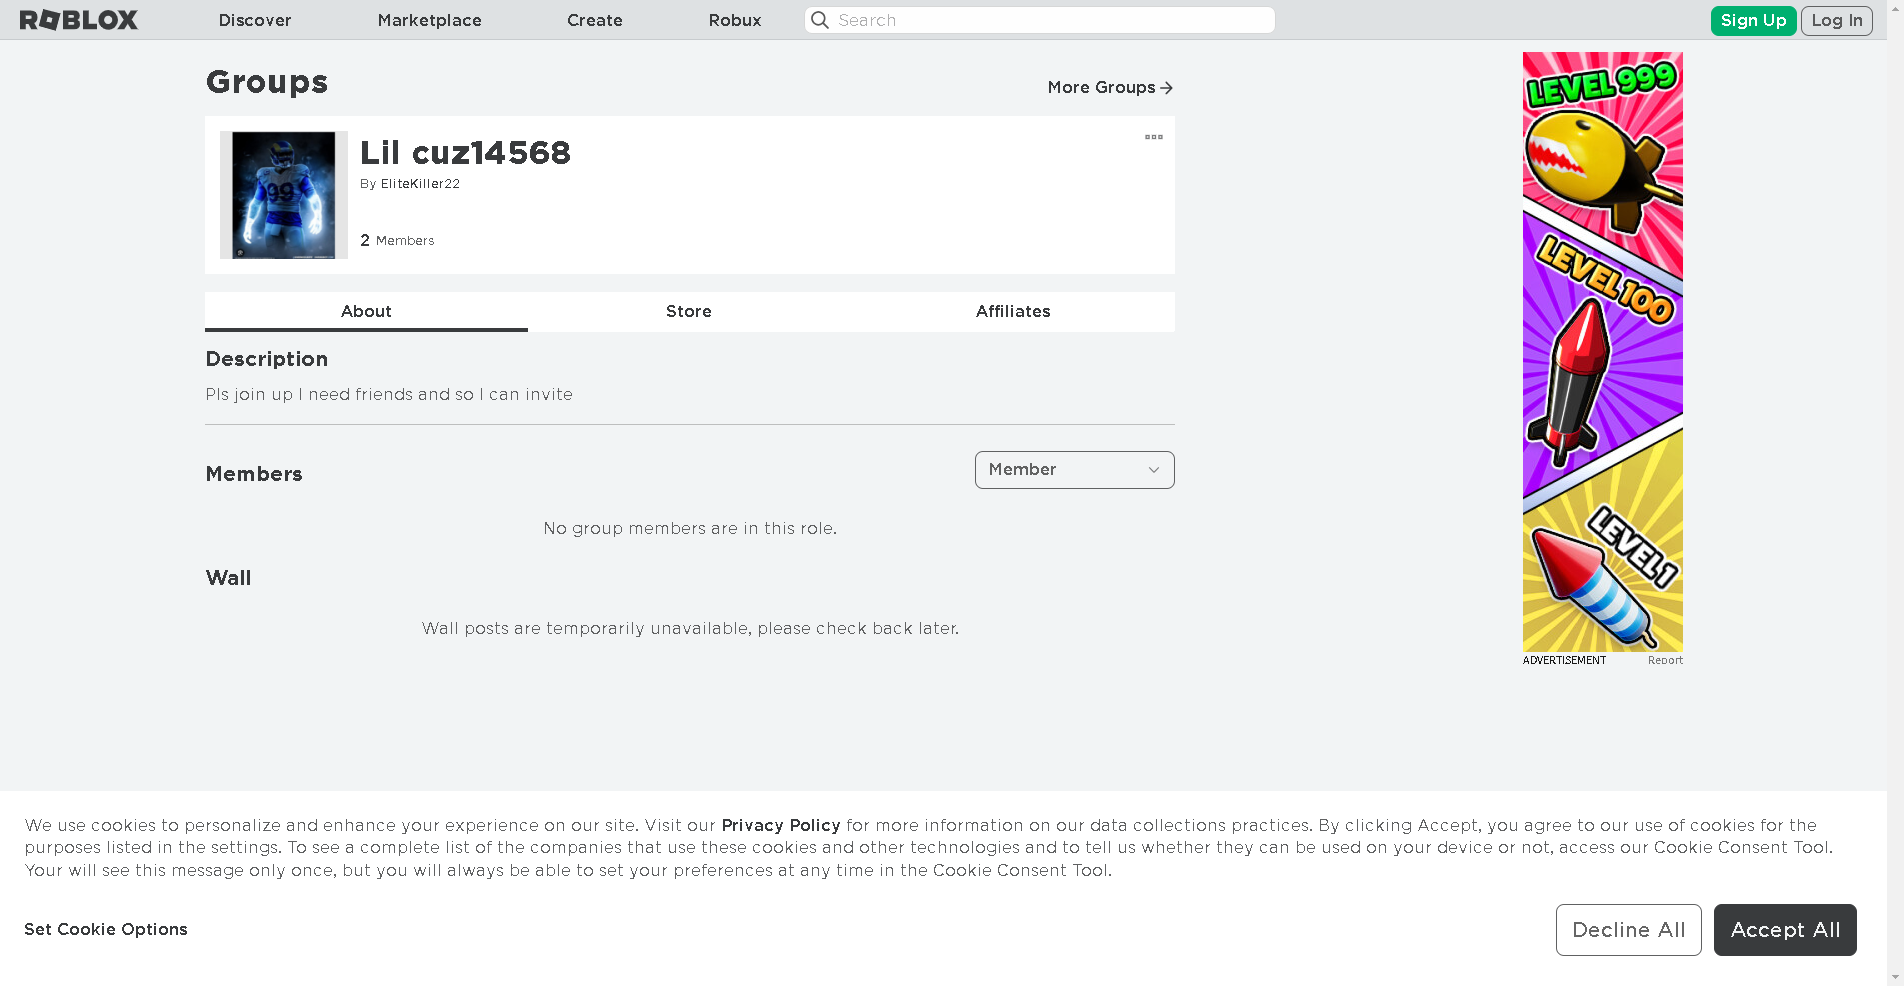 ROBLOX
Discover
Marketplace
Create
Robux
Search
Sign Up
Log In
Groups
More Groups
Lil cuz14568
By EliteKiller22
2 Members
99
About
Store
Affiliates
Description
Pls join up I need friends and so I can invite
Members
Member
No group members are in this role.
Wall
Wall posts are temporarily unavailable, please check back later.
LEVEL 999
LEVEL 100
LEVEL 1
ADVERTISEMENT
Report
We use cookies to personalize and enhance your experience on our site. Visit our Privacy Policy for more information on our data collections practices. By clicking Accept, you agree to our use of cookies for the
purposes listed in the settings. To see a complete list of the companies that use these cookies and other technologies and to tell us whether they can be used on your device or not, access our Cookie Consent Tool.
Your will see this message only once, but you will always be able to set your preferences at any time in the Cookie Consent Tool.
Set Cookie Options
Decline All
Accept All